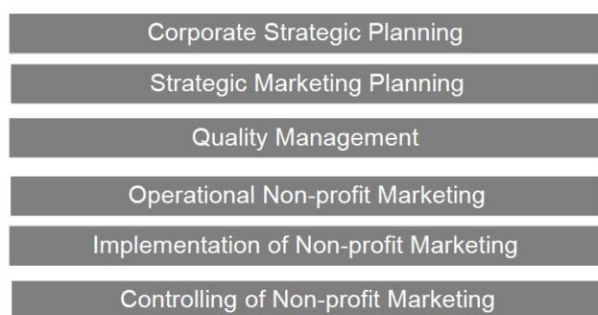 Corporate Strategic Planning
Strategic Marketing Planning
Quality Management
Operational Non-profit Marketing
Implementation of Non-profit Marketing
Controlling of Non-profit Marketing